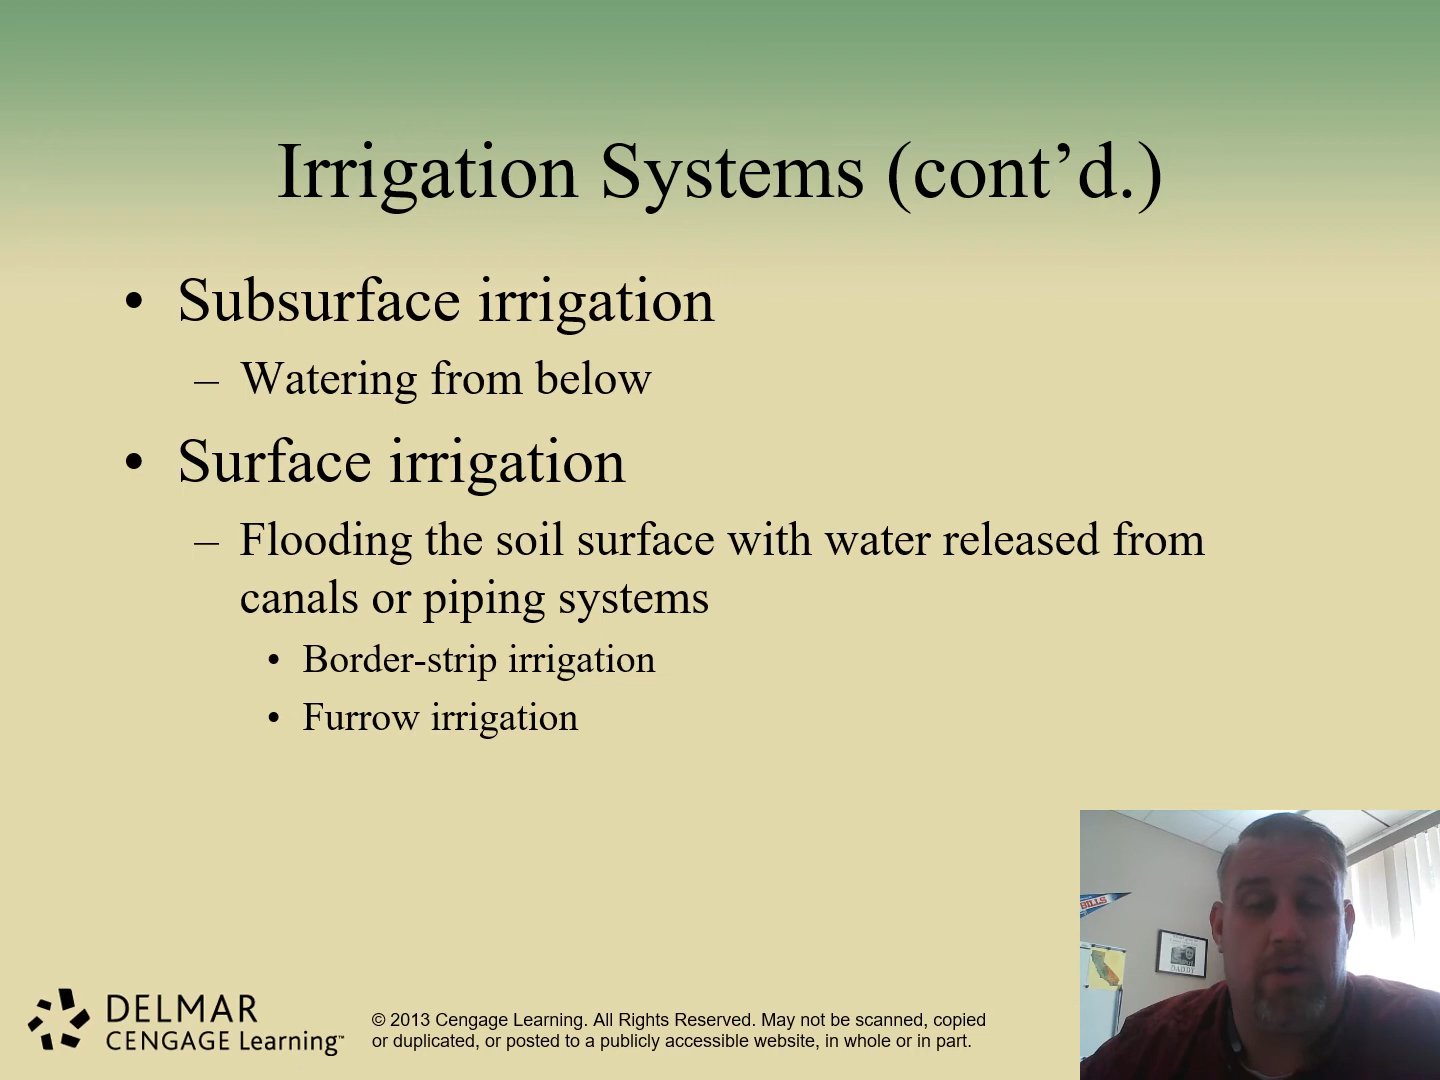 Irrigation Systems (cont’d.)
• Subsurface irrigation
– Watering from below
• Surface irrigation
– Flooding the soil surface with water released from
canals or piping systems
• Border-strip irrigation
• Furrow irrigation
DELMAR
CENGAGE Learning™
© 2013 Cengage Learning. All Rights Reserved. May not be scanned, copied
or duplicated, or posted to a publicly accessible website, in whole or in part.
BILLS
DADDY